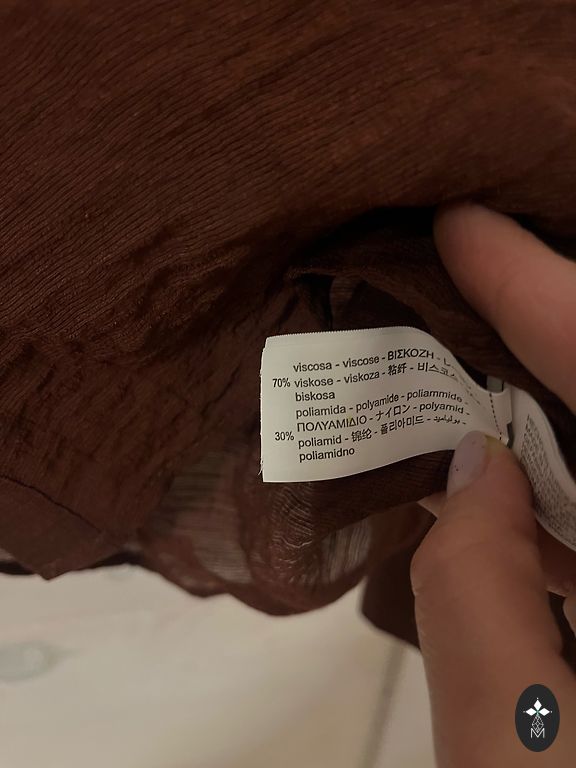 viscosa - viscose - ΒΙΣΚΟΖΗ -
70% viskose - viskoza - 粘纤 - 비스코스
biskosa
poliamida - polyamide - poliammide -
ΠΟΛΥΑΜΙΔΙΟ - ナイロン - polyamid -
30% poliamid - 锦纶 - 폴리아미드 - بولياميد -
poliamidno
M